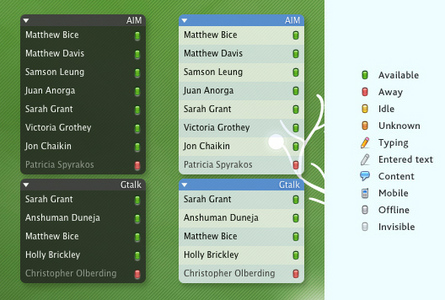 AIM
Matthew Bice
Matthew Davis
Samson Leung
Juan Anorga
Sarah Grant
Victoria Grothey
Jon Chaikin
Patricia Spyrakos
Gtalk
Sarah Grant
Anshuman Duneja
Matthew Bice
Holly Brickley
Christopher Olberding
AIM
Matthew Bice
Matthew Davis
Samson Leung
Juan Anorga
Sarah Grant
Victoria Grothey
Jon Chaikin
Patricia Spyrakos
Gtalk
Sarah Grant
Anshuman Duneja
Matthew Bice
Holly Brickley
Christopher Olberding
Available
Away
Idle
Unknown
Typing
Entered text
Content
Mobile
Offline
Invisible